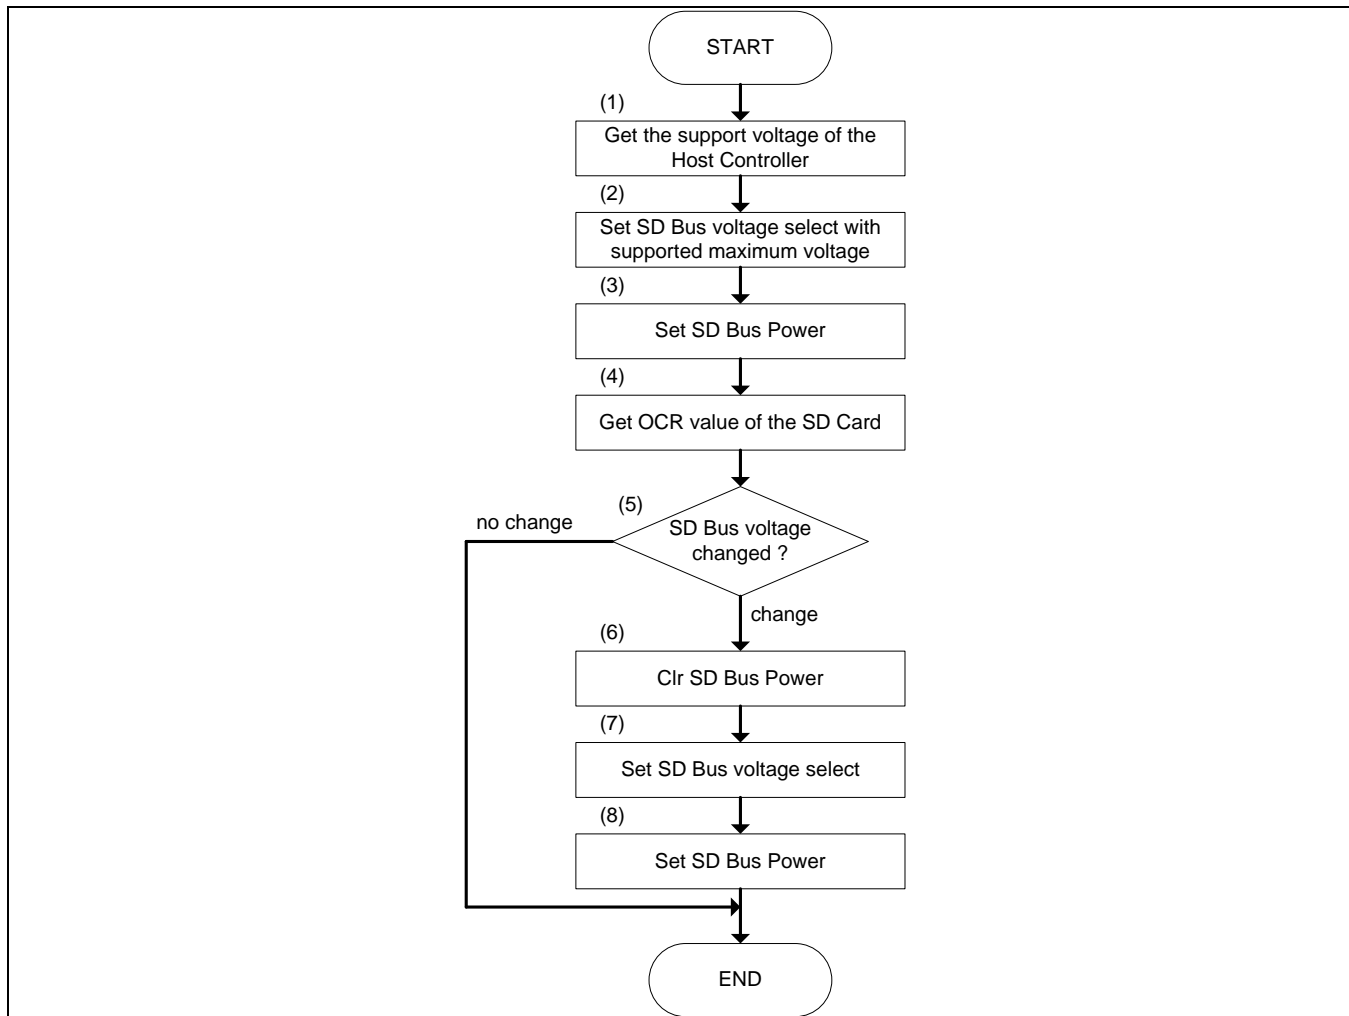 START
(1)
Get the support voltage of the
Host Controller
(2)
Set SD Bus voltage select with
supported maximum voltage
(3)
Set SD Bus Power
(4)
Get OCR value of the SD Card
(5)
no change
SD Bus voltage
changed ?
change
(6)
Clr SD Bus Power
(7)
Set SD Bus voltage select
(8)
Set SD Bus Power
END